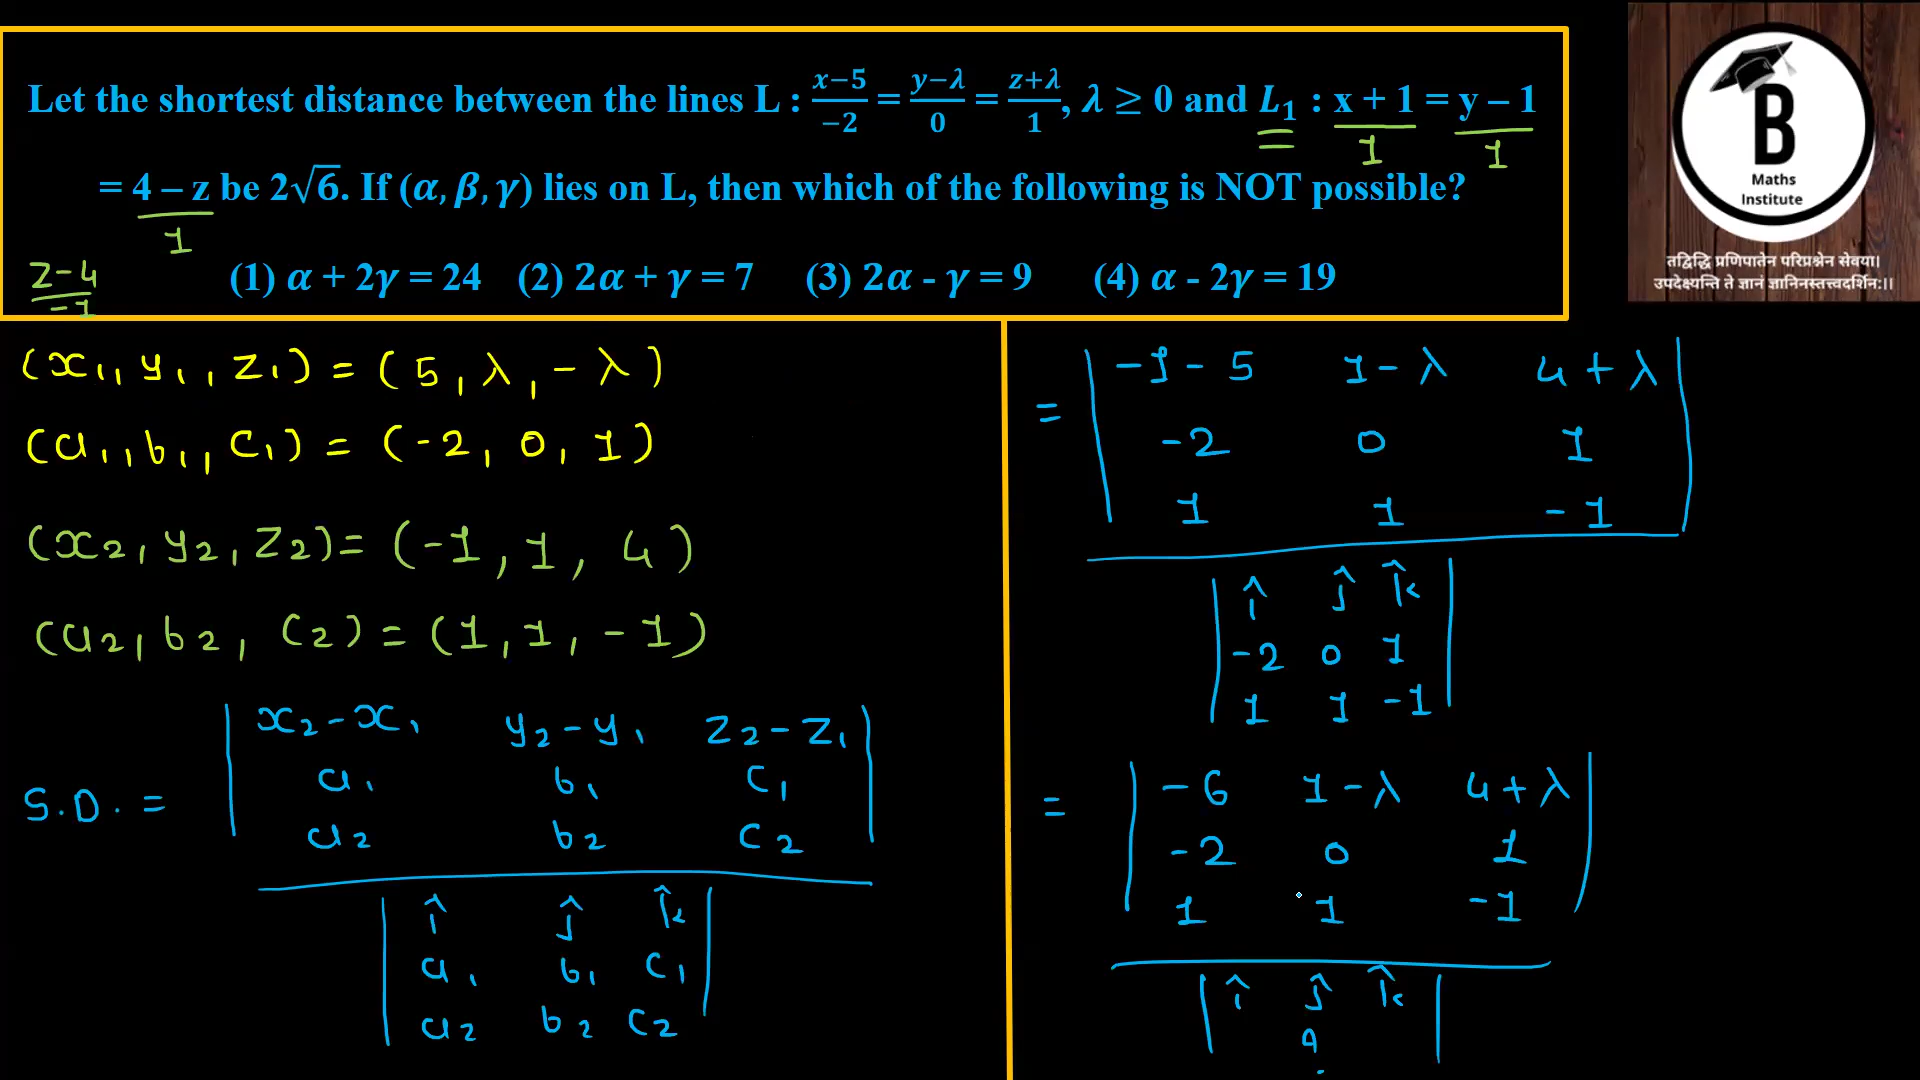 Let the shortest distance between the lines L : (x−5)/(−2) = (y−λ)/0 = (z+λ)/1, λ ≥ 0 and L₁ : x + 1 = y – 1
1 1
= 4 – z be 2√6. If (α, β, γ) lies on L, then which of the following is NOT possible?
1
(z−4)/(−1)
(1) α + 2γ = 24 (2) 2α + γ = 7 (3) 2α - γ = 9 (4) α - 2γ = 19
B
Maths
Institute
तद्विद्धि प्रणिपातेन परिप्रश्नेन सेवया।
उपदेक्ष्यन्ति ते ज्ञानं ज्ञानिनस्तत्त्वदर्शिन:।।
(x₁, y₁, z₁) = (5, λ, -λ)
(a₁, b₁, c₁) = (-2, 0, 1)
(x₂, y₂, z₂) = (-1, 1, 4)
(a₂, b₂, c₂) = (1, 1, -1)
x₂-x₁ y₂-y₁ z₂-z₁
S.D. = a₁ b₁ c₁
a₂ b₂ c₂
î ĵ k̂
a₁ b₁ c₁
a₂ b₂ c₂
-1-5 1-λ 4+λ
= -2 0 1
1 1 -1
î ĵ k̂
-2 0 1
1 1 -1
-6 1-λ 4+λ
= -2 0 1
1 1 -1
î ĵ k̂